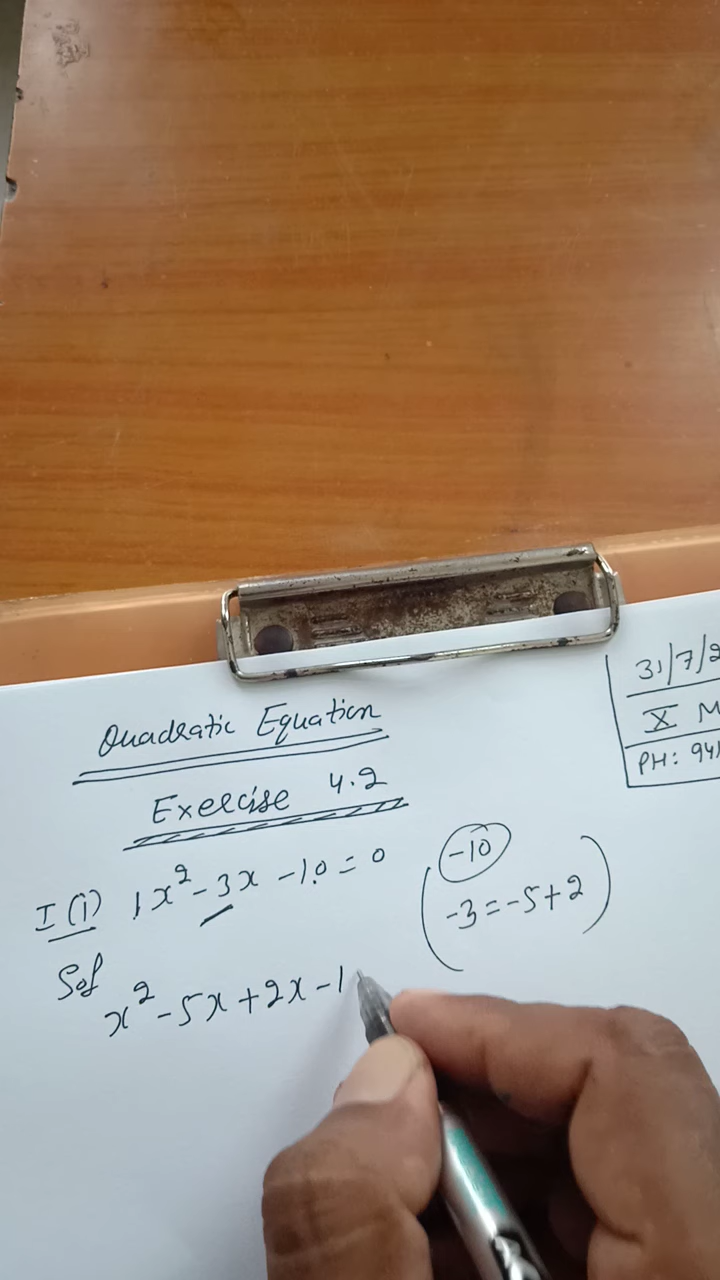 Quadratic Equation
Exercise 4.2
I (i) 1x² - 3x - 10 = 0
(-10
-3 = -5+2)
Sol
x² - 5x + 2x - 1
31/7/2
X M
PH: 94